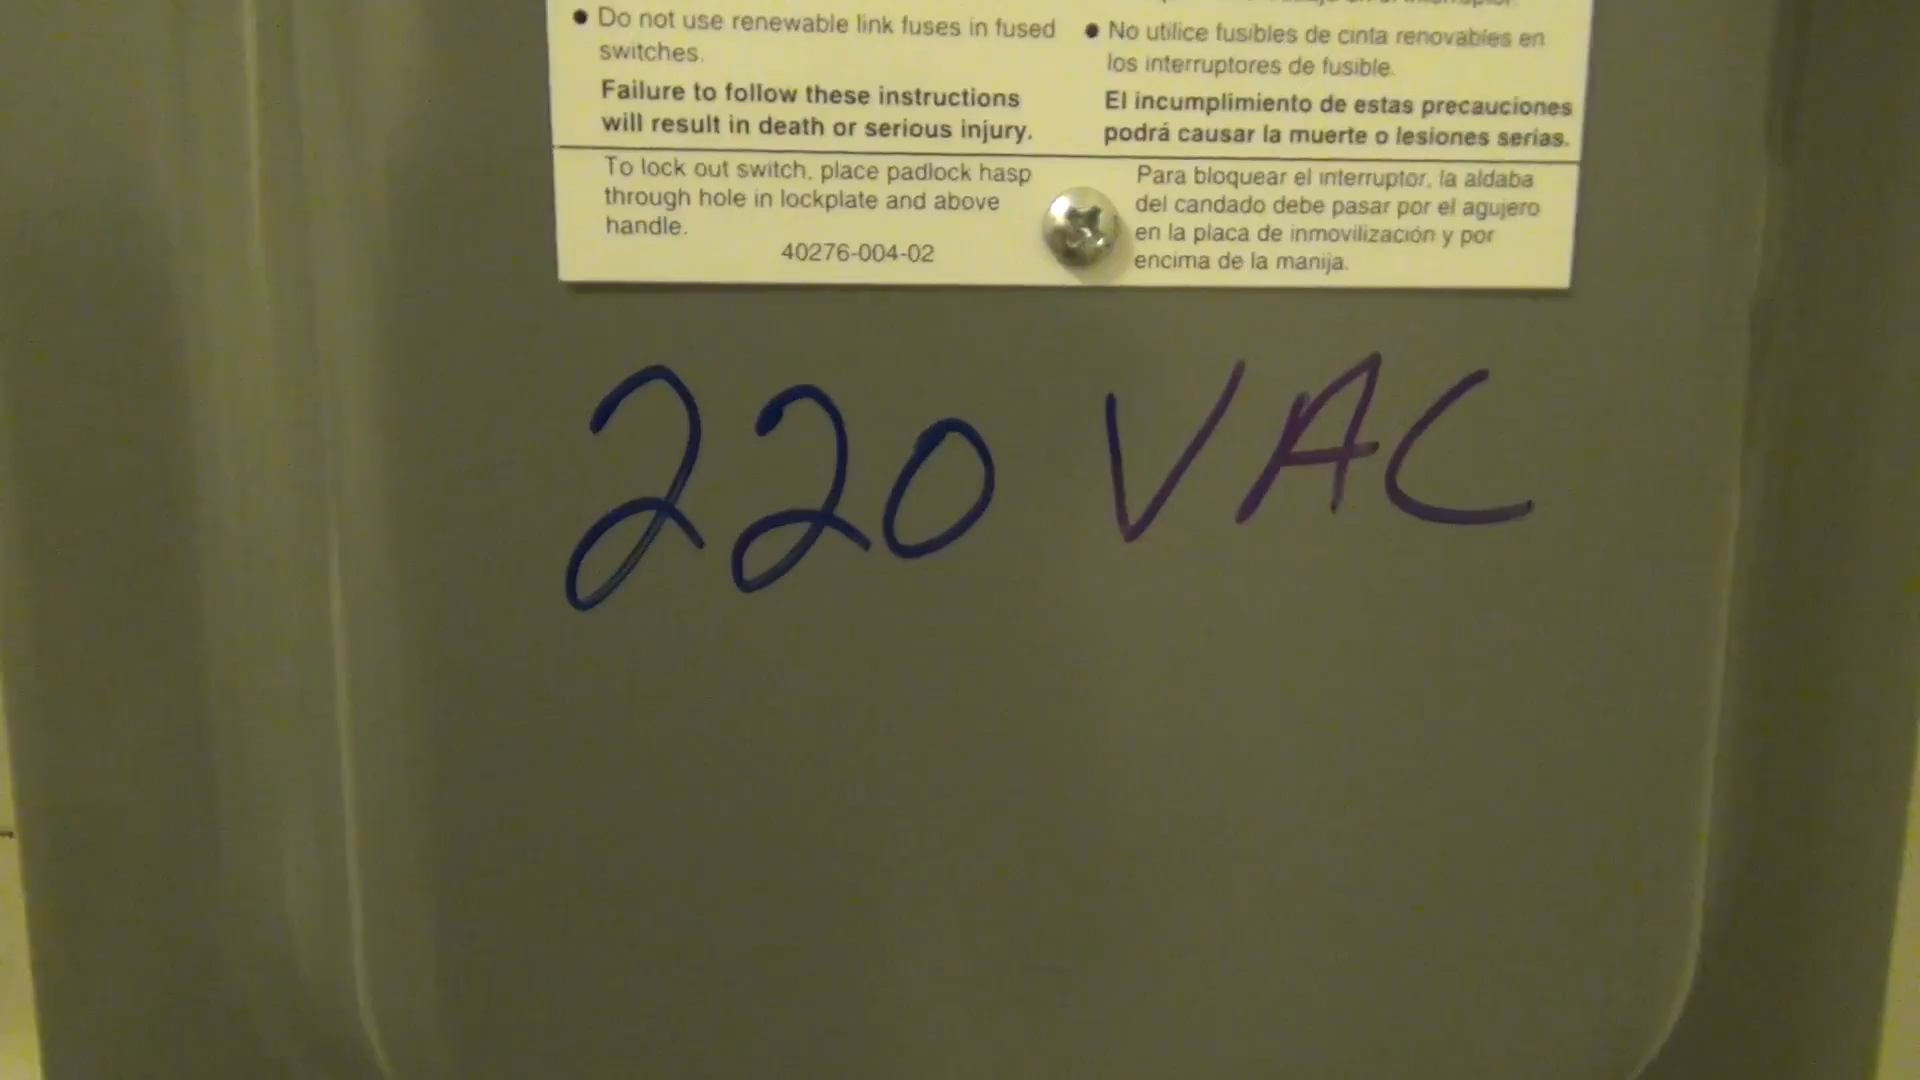 ● Do not use renewable link fuses in fused
switches.
Failure to follow these instructions
will result in death or serious injury.
To lock out switch, place padlock hasp
through hole in lockplate and above
handle.
40276-004-02
● No utilice fusibles de cinta renovables en
los interruptores de fusible.
El incumplimiento de estas precauciones
podrá causar la muerte o lesiones serias.
Para bloquear el interruptor, la aldaba
del candado debe pasar por el agujero
en la placa de inmovilización y por
encima de la manija.
220 VAC